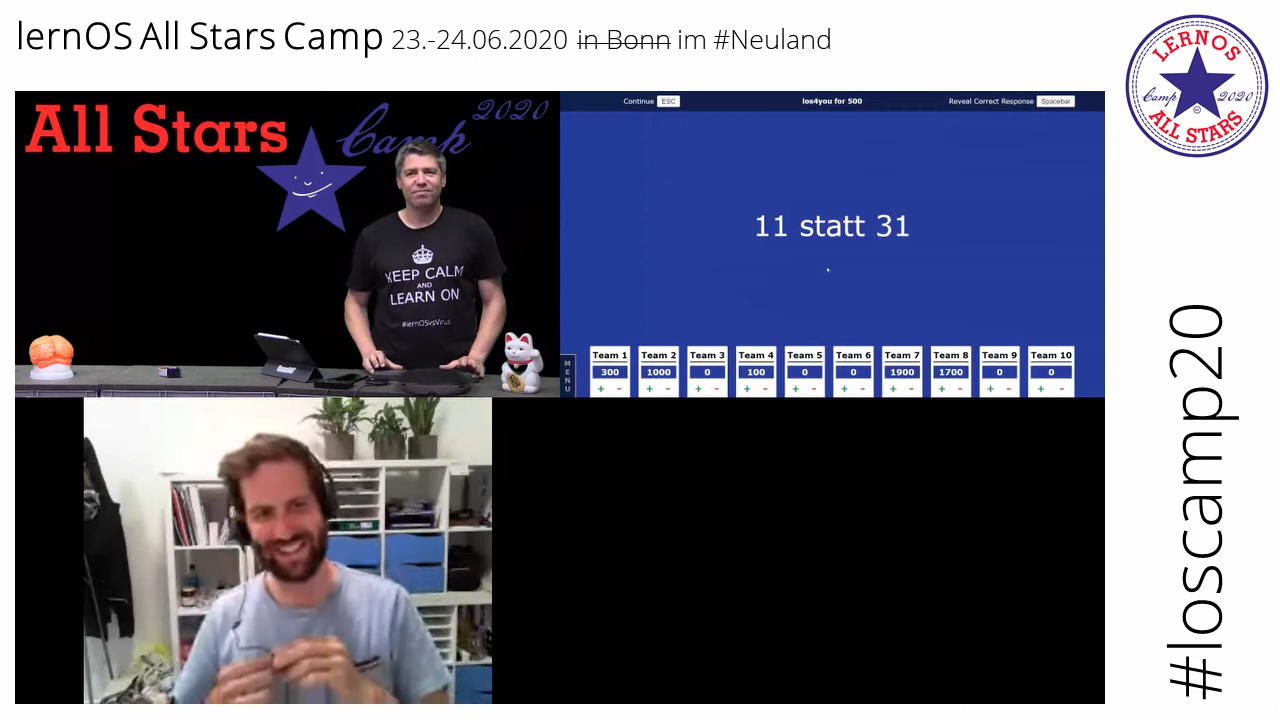 lernOS All Stars Camp 23.-24.06.2020 in Bonn im #Neuland
LERNOS
Camp 2020
ALL STARS
All Stars Camp 2020
KEEP CALM
AND
LEARN ON
#lernOSvsVirus
Continue ESC
los4you for 500
Reveal Correct Response Spacebar
11 statt 31
MENU
Team 1 Team 2 Team 3 Team 4 Team 5 Team 6 Team 7 Team 8 Team 9 Team 10
300 1000 0 100 0 0 1900 1700 0 0
+ - + - + - + - + - + - + - + - + - + -
#loscamp20